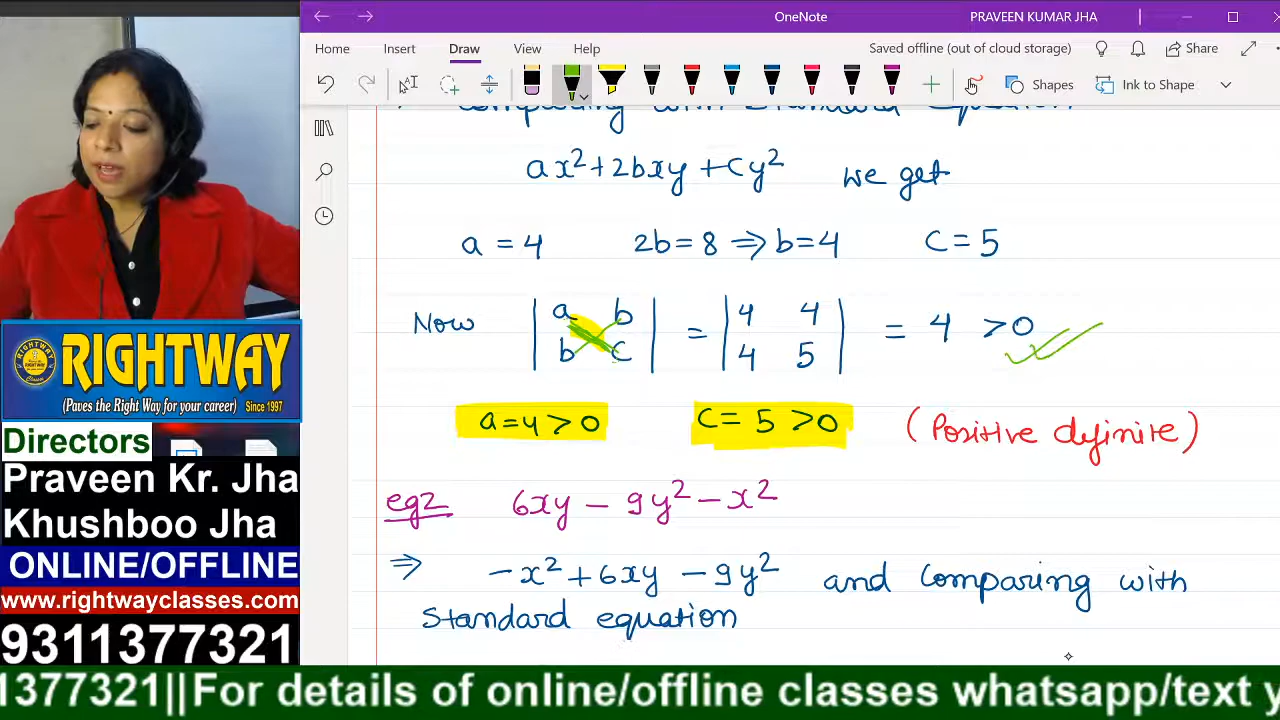 OneNote
PRAVEEN KUMAR JHA
Home Insert Draw View Help
Saved offline (out of cloud storage)
Share
Shapes
Ink to Shape
Comparing with Standard Equation
ax²+2bxy+cy² we get
a = 4 2b=8 ⇒ b=4 C = 5
Now |a b; b c| = |4 4; 4 5| = 4 >0
a=4>0 C= 5 >0 (Positive definite)
eg2 6xy – 9y² – x²
⇒ -x² +6xy – 9y² and Comparing with
Standard equation
RIGHTWAY
(Paves the Right Way for your career) Since 1997
Directors
Praveen Kr. Jha
Khushboo Jha
ONLINE/OFFLINE
www.rightwayclasses.com
9311377321
1377321||For details of online/offline classes whatsapp/text y